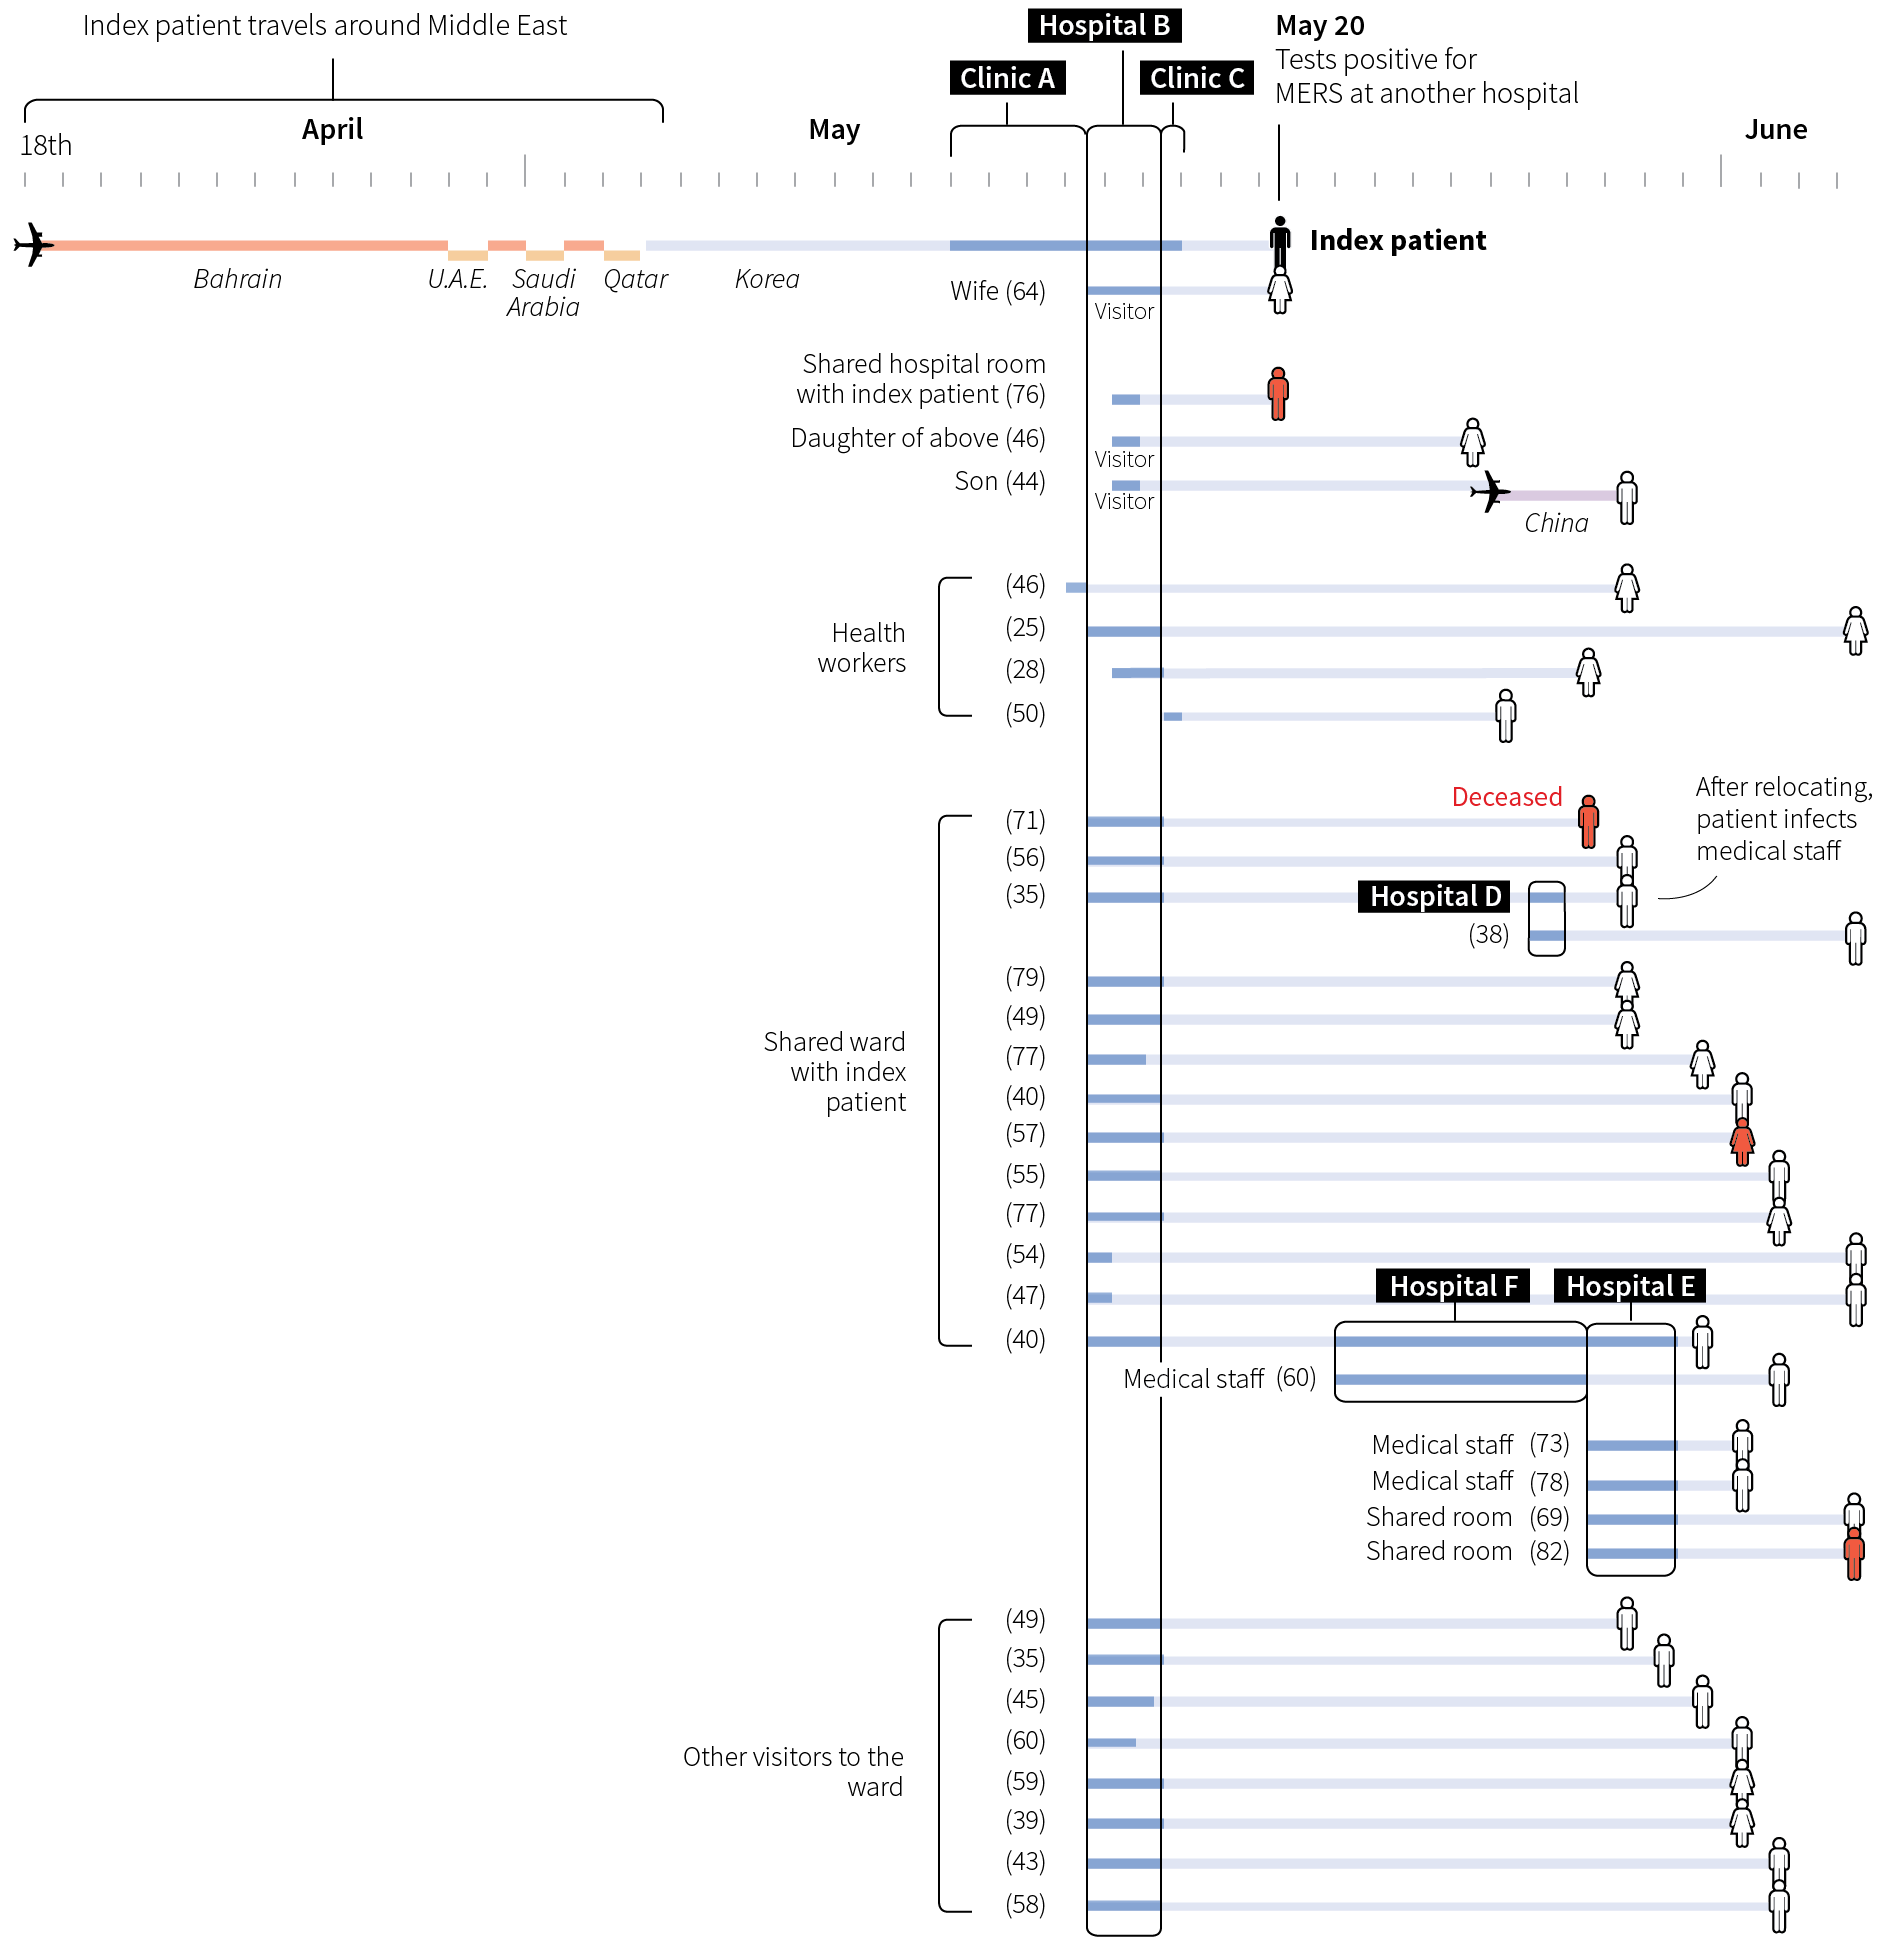 Index patient travels around Middle East
Hospital B
May 20
Tests positive for
MERS at another hospital
Clinic A
Clinic C
April
May
June
18th
Index patient
Bahrain
U.A.E.
Saudi
Arabia
Qatar
Korea
Wife (64)
Visitor
Shared hospital room
with index patient (76)
Daughter of above (46)
Visitor
Son (44)
Visitor
China
Health
workers
(46)
(25)
(28)
(50)
Deceased
After relocating,
patient infects
medical staff
Shared ward
with index
patient
(71)
(56)
(35)
Hospital D
(38)
(79)
(49)
(77)
(40)
(57)
(55)
(77)
(54)
(47)
Hospital F
Hospital E
(40)
Medical staff (60)
Medical staff (73)
Medical staff (78)
Shared room (69)
Shared room (82)
Other visitors to the
ward
(49)
(35)
(45)
(60)
(59)
(39)
(43)
(58)